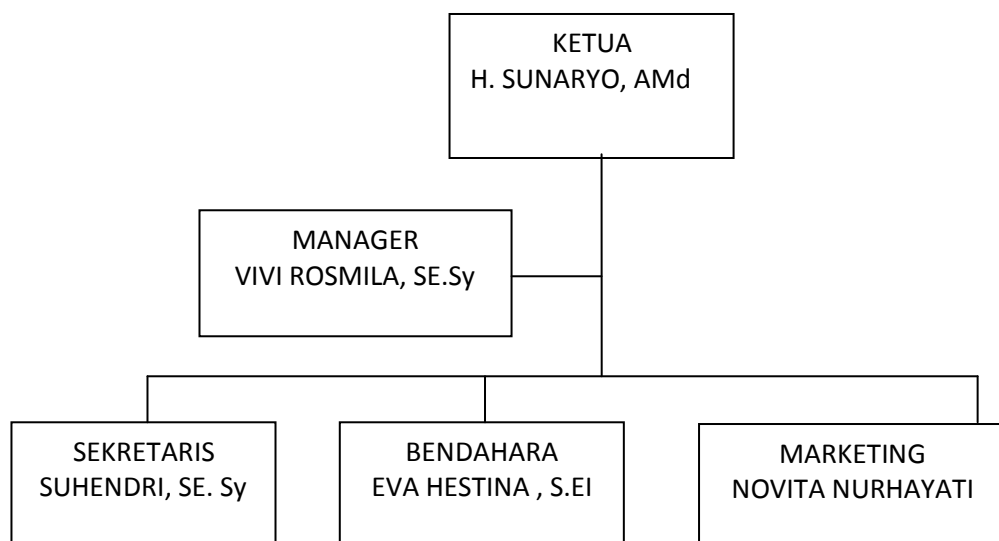 KETUA
H. SUNARYO, AMd
MANAGER
VIVI ROSMILA, SE.Sy
SEKRETARIS
SUHENDRI, SE. Sy
BENDAHARA
EVA HESTINA , S.EI
MARKETING
NOVITA NURHAYATI